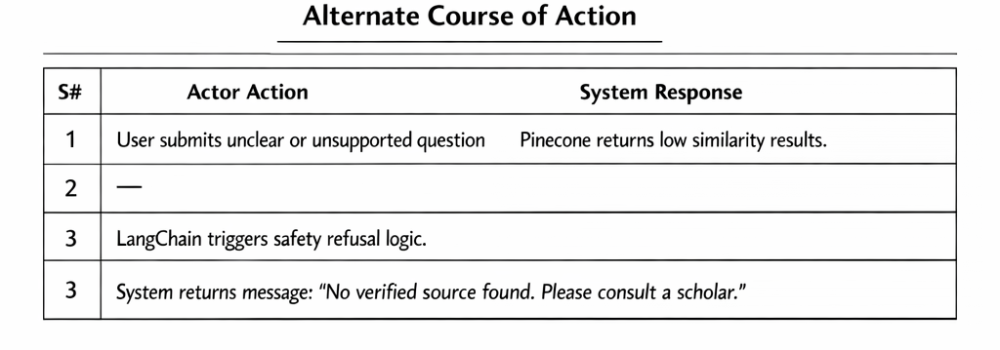 Alternate Course of Action
S# Actor Action System Response
1 User submits unclear or unsupported question Pinecone returns low similarity results.
2 —
3 LangChain triggers safety refusal logic.
3 System returns message: “No verified source found. Please consult a scholar.”